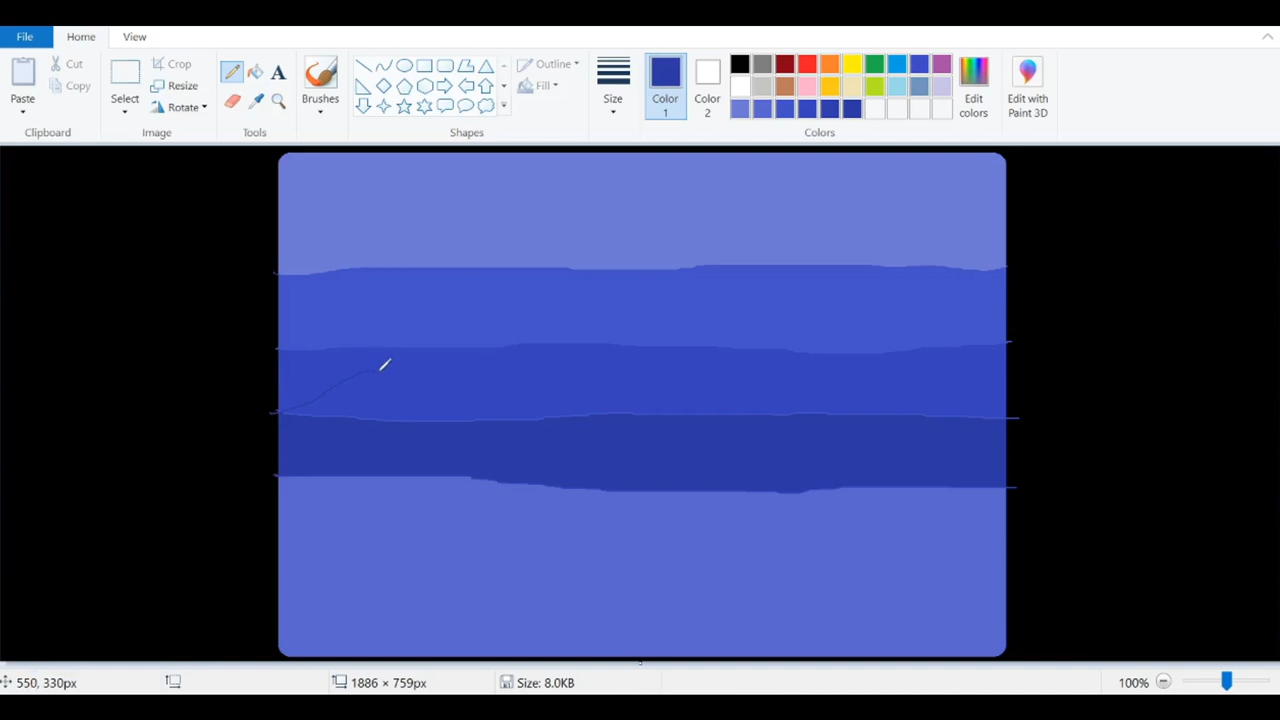 File Home View
Paste Cut Copy Clipboard
Select Crop Resize Rotate Image
A Tools
Brushes
Outline Fill Shapes
Size
Color 1 Color 2 Edit colors Colors
Edit with Paint 3D
550, 330px 1886 × 759px Size: 8.0KB 100%